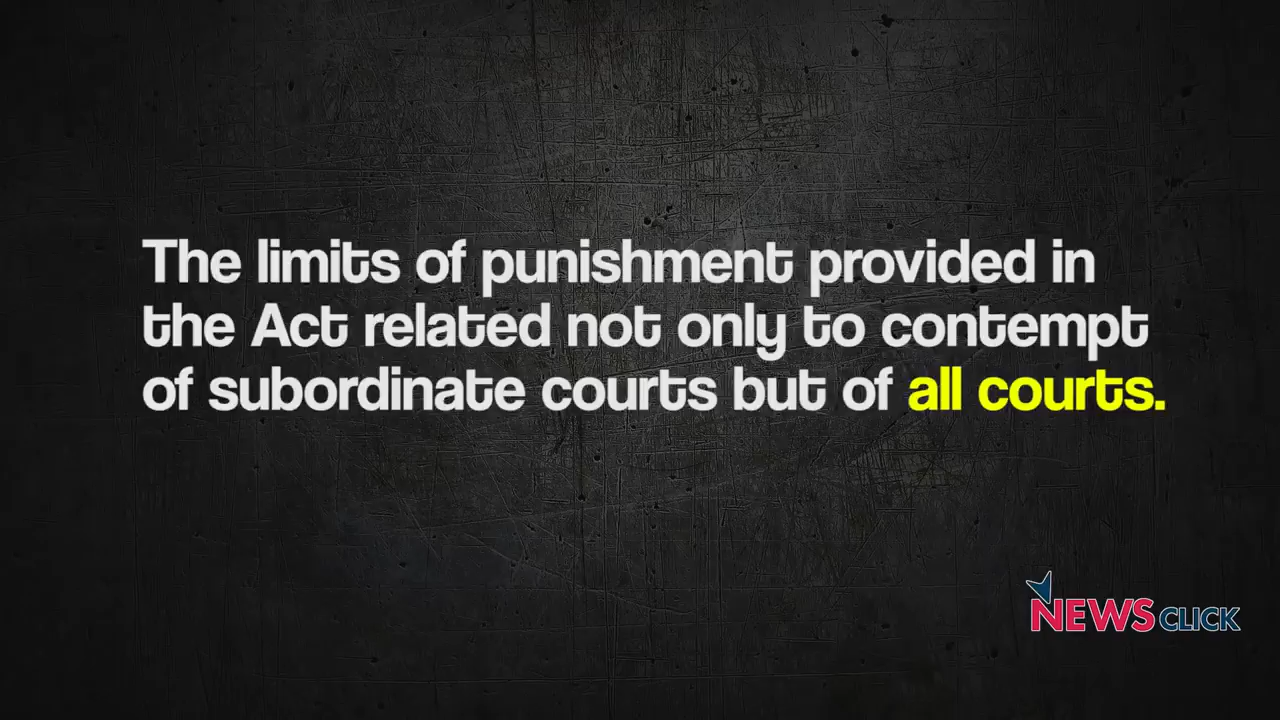 The limits of punishment provided in
the Act related not only to contempt
of subordinate courts but of all courts.
NEWSCLICK